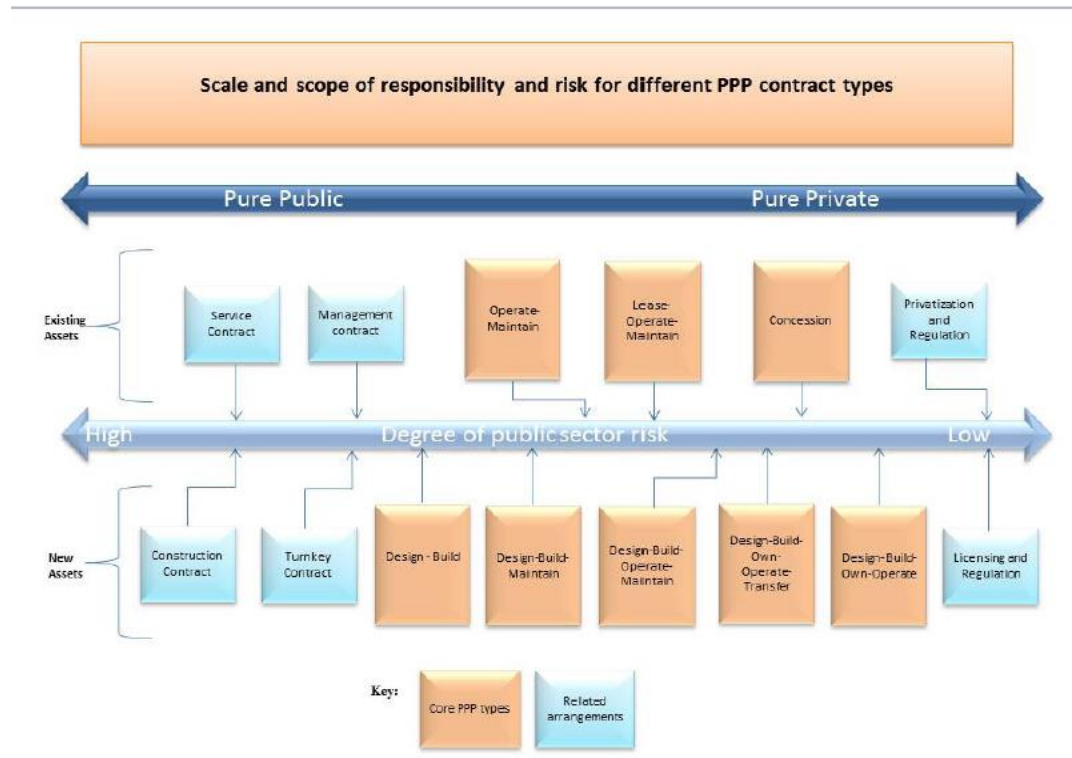 Scale and scope of responsibility and risk for different PPP contract types
Pure Public
Pure Private
Existing
Assets
Service
Contract
Management
contract
Operate-
Maintain
Lease-
Operate-
Maintain
Concession
Privatization
and
Regulation
High
Degree of public sector risk
Low
New
Assets
Construction
Contract
Turnkey
Contract
Design - Build
Design-Build-
Maintain
Design-Build-
Operate-
Maintain
Design-Build-
Own-
Operate-
Transfer
Design-Build-
Own-Operate
Licensing and
Regulation
Key:
Core PPP types
Related
arrangements